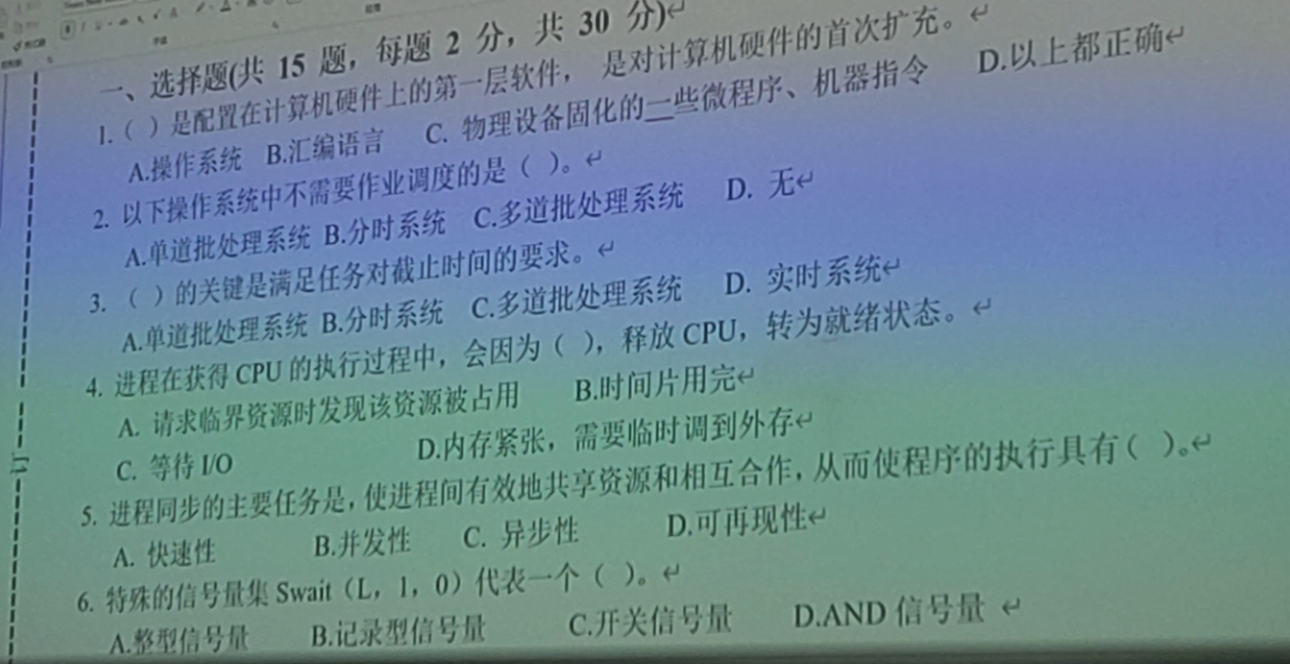 一、选择题(共 15 题，每题 2 分，共 30 分)
1.（ ）是配置在计算机硬件上的第一层软件， 是对计算机硬件的首次扩充。
A.操作系统 B.汇编语言 C. 物理设备固化的一些微程序、机器指令 D.以上都正确
2. 以下操作系统中不需要作业调度的是（ ）。
A.单道批处理系统 B.分时系统 C.多道批处理系统 D. 无
3. （ ）的关键是满足任务对截止时间的要求。
A.单道批处理系统 B.分时系统 C.多道批处理系统 D. 实时系统
4. 进程在获得 CPU 的执行过程中，会因为（ ），释放 CPU，转为就绪状态。
A. 请求临界资源时发现该资源被占用 B.时间片用完
C. 等待 I/O D.内存紧张，需要临时调到外存
5. 进程同步的主要任务是，使进程间有效地共享资源和相互合作，从而使程序的执行具有（ ）。
A. 快速性 B.并发性 C. 异步性 D.可再现性
6. 特殊的信号量集 Swait（L，1，0）代表一个（ ）。
A.整型信号量 B.记录型信号量 C.开关信号量 D.AND 信号量